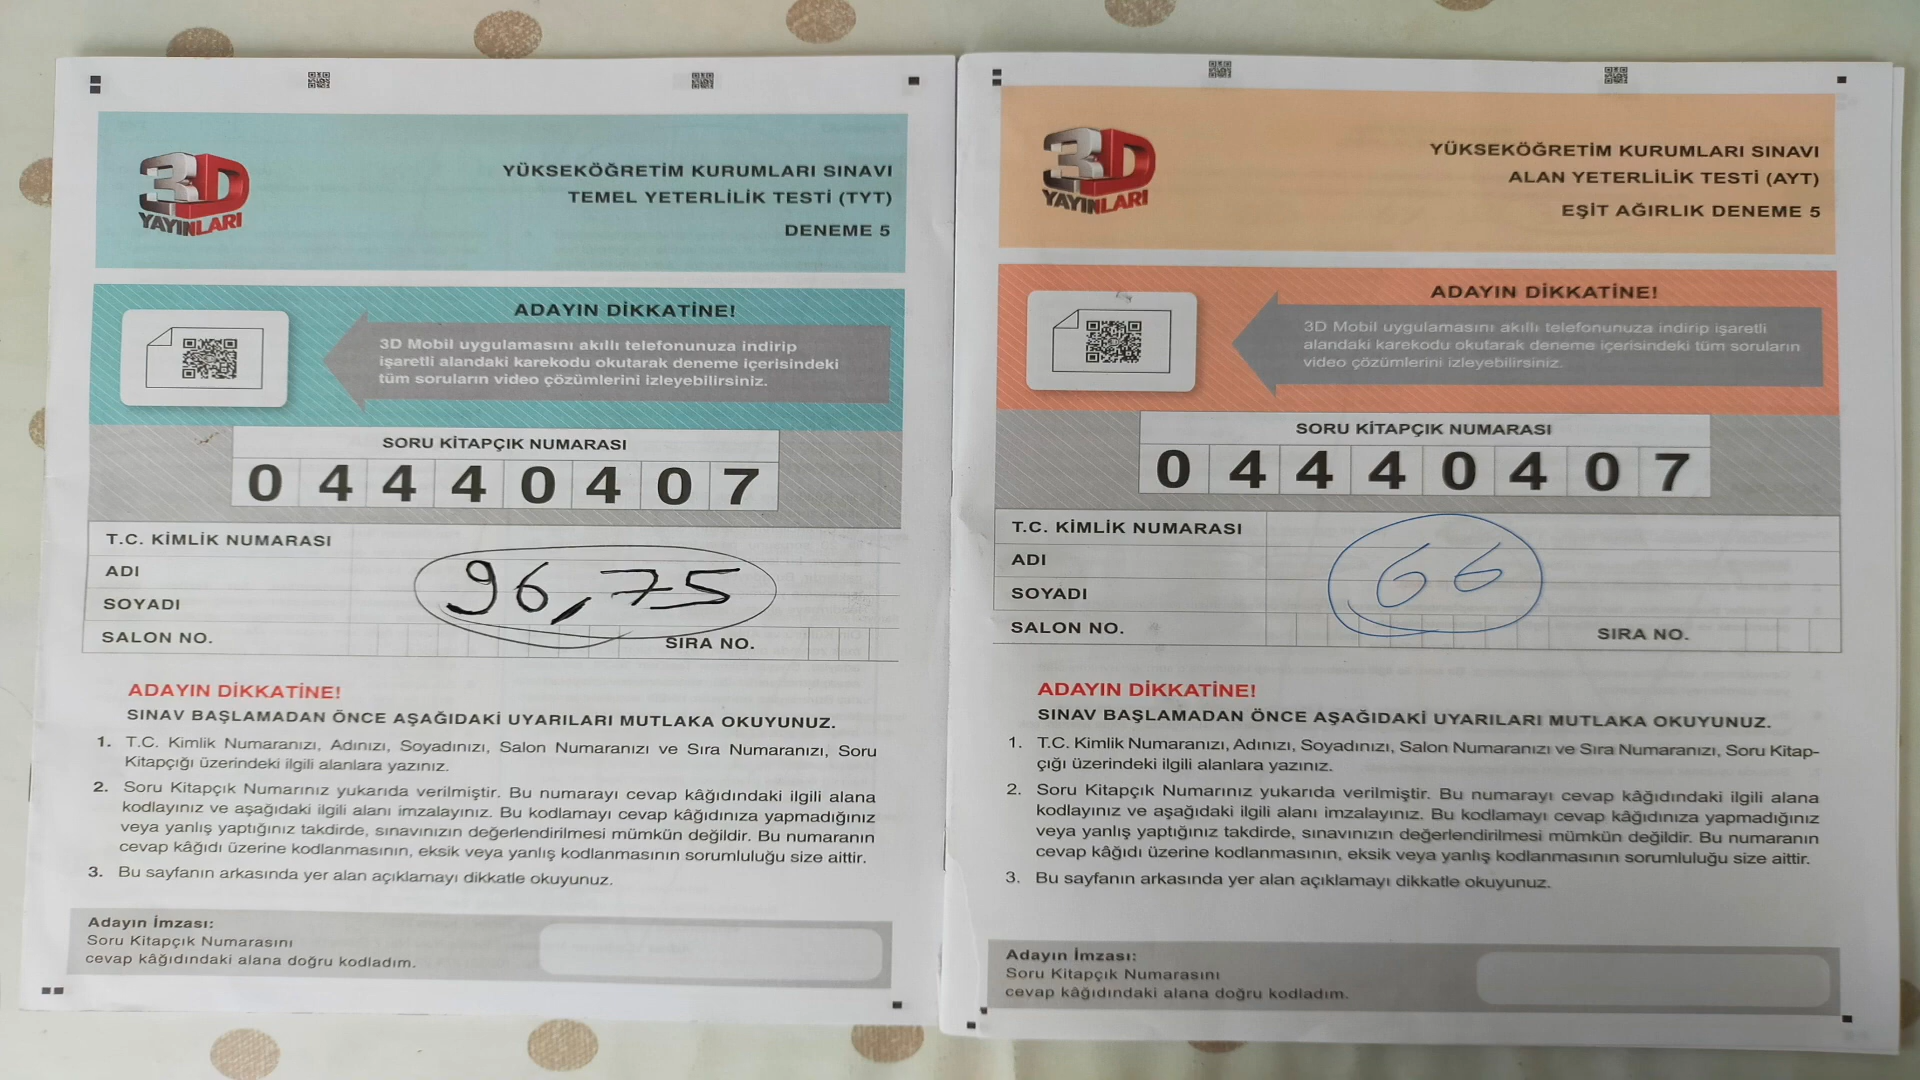 3D
YAYINLARI
YÜKSEKÖĞRETİM KURUMLARI SINAVI
TEMEL YETERLİLİK TESTİ (TYT)
DENEME 5
ADAYIN DİKKATİNE!
3D Mobil uygulamasını akıllı telefonunuza indirip
işaretli alandaki karekodu okutarak deneme içerisindeki
tüm soruların video çözümlerini izleyebilirsiniz.
SORU KİTAPÇIK NUMARASI
0 4 4 4 0 4 0 7
T.C. KİMLİK NUMARASI
ADI
SOYADI
96,75
SALON NO.
SIRA NO.
ADAYIN DİKKATİNE!
SINAV BAŞLAMADAN ÖNCE AŞAĞIDAKİ UYARILARI MUTLAKA OKUYUNUZ.
1. T.C. Kimlik Numaranızı, Adınızı, Soyadınızı, Salon Numaranızı ve Sıra Numaranızı, Soru
Kitapçığı üzerindeki ilgili alanlara yazınız.
2. Soru Kitapçık Numarınız yukarıda verilmiştir. Bu numarayı cevap kâğıdındaki ilgili alana
kodlayınız ve aşağıdaki ilgili alanı imzalayınız. Bu kodlamayı cevap kâğıdınıza yapmadığınız
veya yanlış yaptığınız takdirde, sınavınızın değerlendirilmesi mümkün değildir. Bu numaranın
cevap kâğıdı üzerine kodlanmasının, eksik veya yanlış kodlanmasının sorumluluğu size aittir.
3. Bu sayfanın arkasında yer alan açıklamayı dikkatle okuyunuz.
Adayın İmzası:
Soru Kitapçık Numarasını
cevap kâğıdındaki alana doğru kodladım.
3D
YAYINLARI
YÜKSEKÖĞRETİM KURUMLARI SINAVI
ALAN YETERLİLİK TESTİ (AYT)
EŞİT AĞIRLIK DENEME 5
ADAYIN DİKKATİNE!
3D Mobil uygulamasını akıllı telefonunuza indirip işaretli
alandaki karekodu okutarak deneme içerisindeki tüm soruların
video çözümlerini izleyebilirsiniz.
SORU KİTAPÇIK NUMARASI
0 4 4 4 0 4 0 7
T.C. KİMLİK NUMARASI
ADI
66
SOYADI
SALON NO.
SIRA NO.
ADAYIN DİKKATİNE!
SINAV BAŞLAMADAN ÖNCE AŞAĞIDAKİ UYARILARI MUTLAKA OKUYUNUZ.
1. T.C. Kimlik Numaranızı, Adınızı, Soyadınızı, Salon Numaranızı ve Sıra Numaranızı, Soru Kitap-
çığı üzerindeki ilgili alanlara yazınız.
2. Soru Kitapçık Numarınız yukarıda verilmiştir. Bu numarayı cevap kâğıdındaki ilgili alana
kodlayınız ve aşağıdaki ilgili alanı imzalayınız. Bu kodlamayı cevap kâğıdınıza yapmadığınız
veya yanlış yaptığınız takdirde, sınavınızın değerlendirilmesi mümkün değildir. Bu numaranın
cevap kâğıdı üzerine kodlanmasının, eksik veya yanlış kodlanmasının sorumluluğu size aittir.
3. Bu sayfanın arkasında yer alan açıklamayı dikkatle okuyunuz.
Adayın İmzası:
Soru Kitapçık Numarasını
cevap kâğıdındaki alana doğru kodladım.